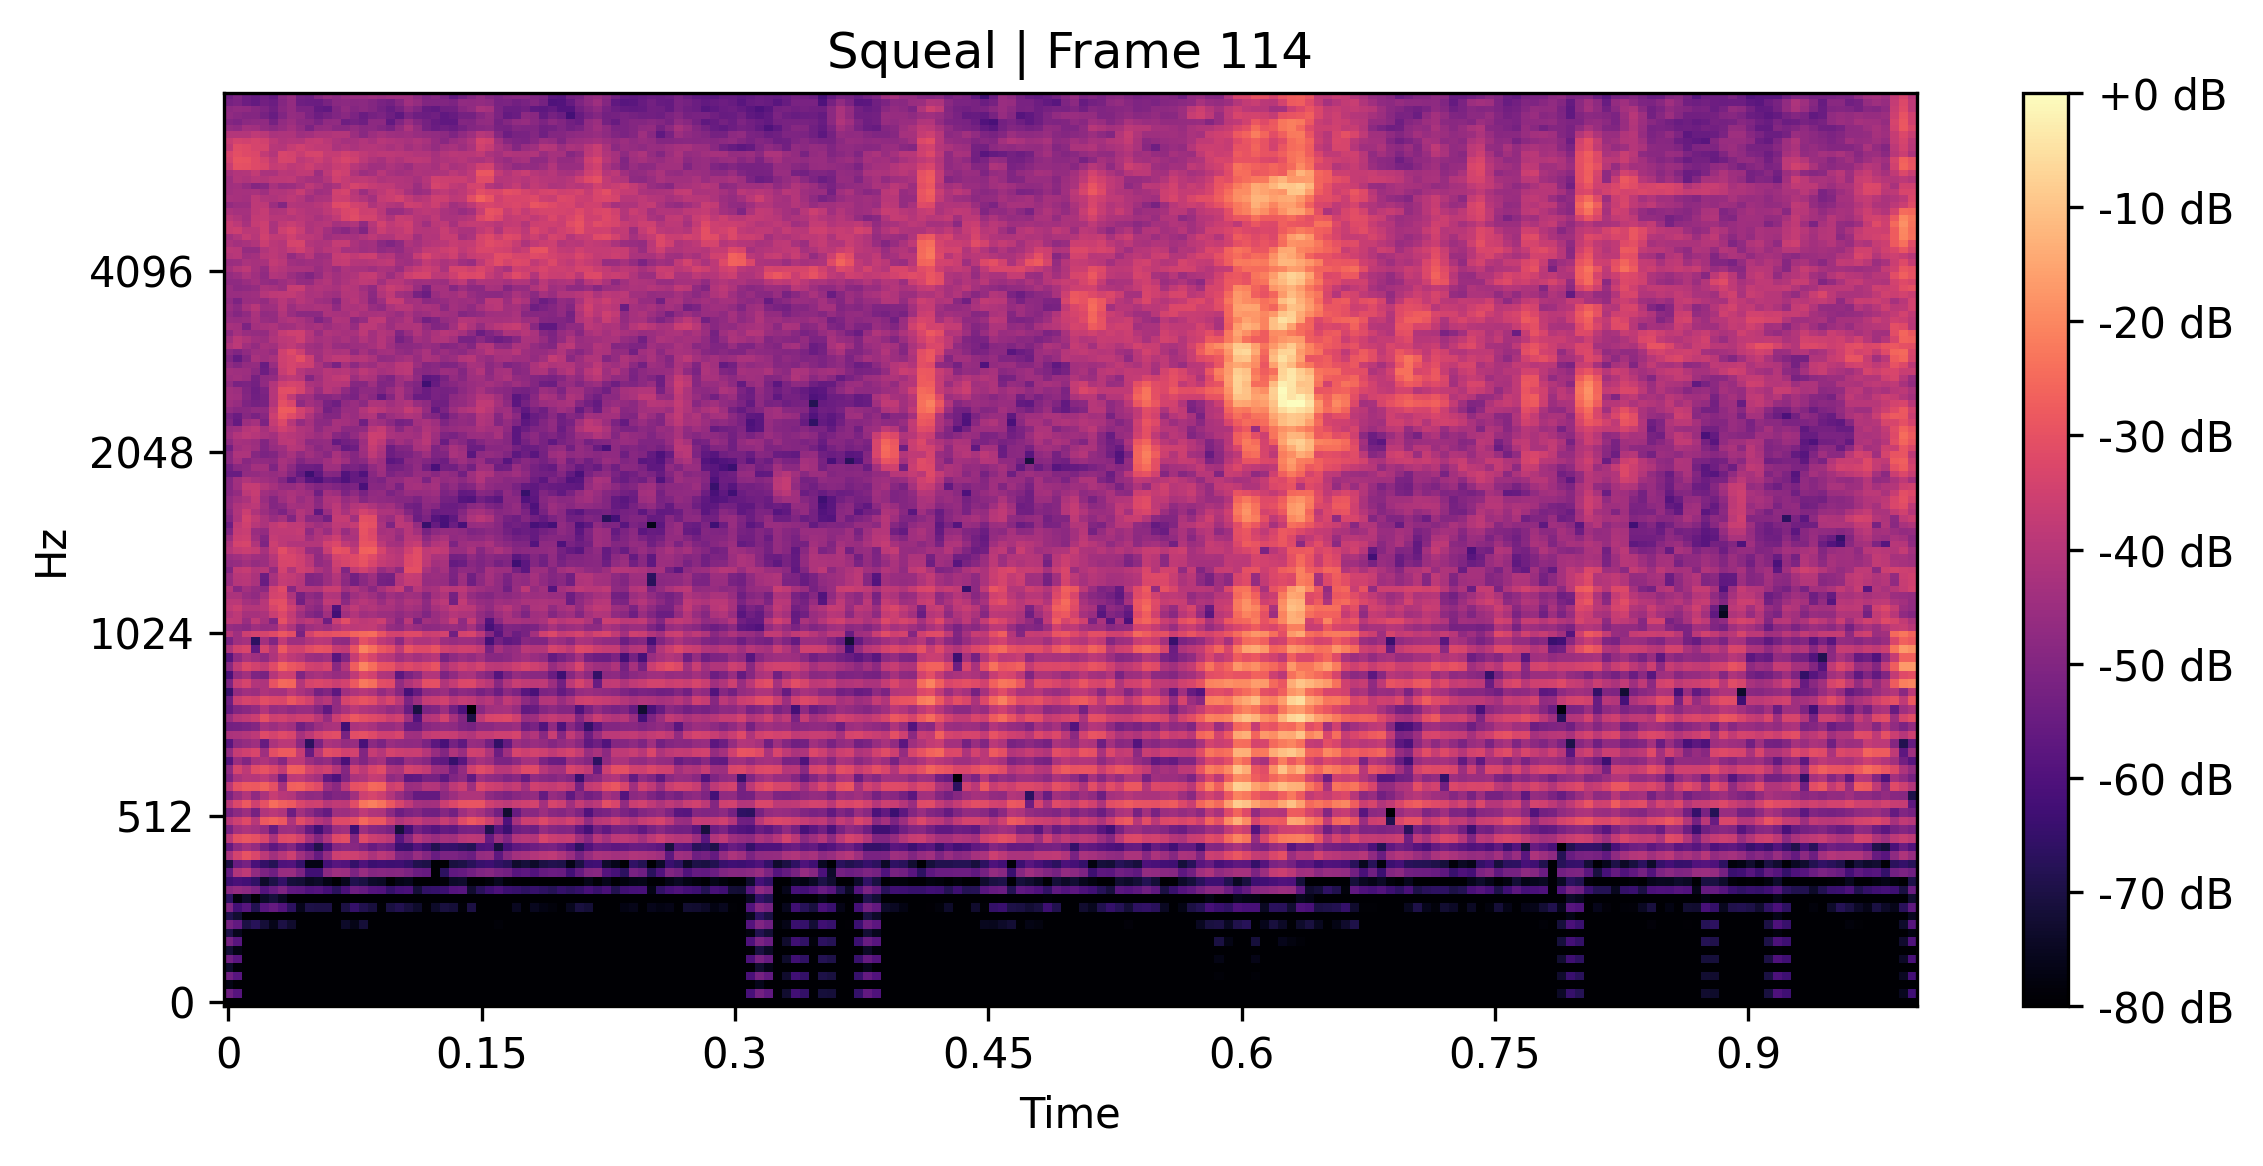 Squeal | Frame 114
+0 dB
-10 dB
-20 dB
-30 dB
-40 dB
-50 dB
-60 dB
-70 dB
-80 dB
Hz
4096
2048
1024
512
0
0 0.15 0.3 0.45 0.6 0.75 0.9
Time